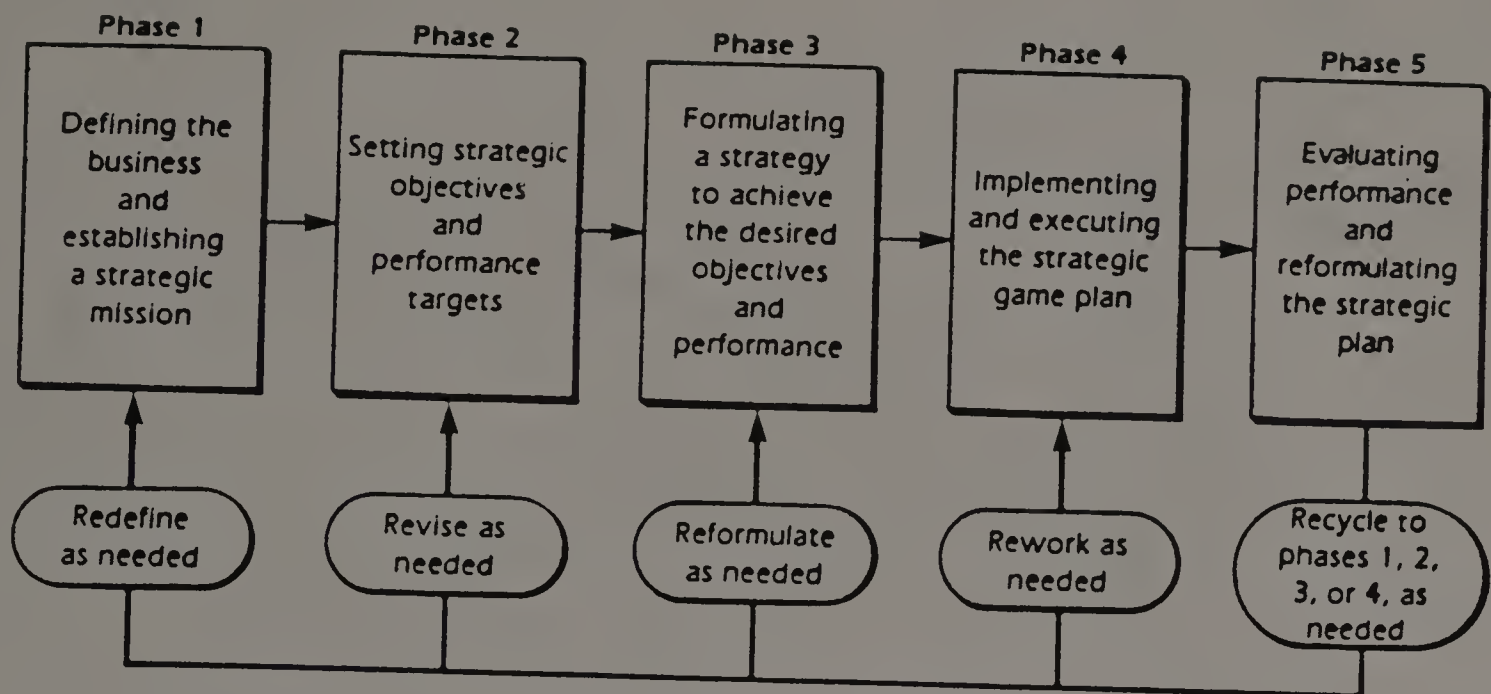 Phase 1
Defining the
business
and
establishing
a strategic
mission
Phase 2
Setting strategic
objectives
and
performance
targets
Phase 3
Formulating
a strategy
to achieve
the desired
objectives
and
performance
Phase 4
Implementing
and executing
the strategic
game plan
Phase 5
Evaluating
performance
and
reformulating
the strategic
plan
Redefine
as needed
Revise as
needed
Reformulate
as needed
Rework as
needed
Recycle to
phases 1, 2,
3, or 4, as
needed